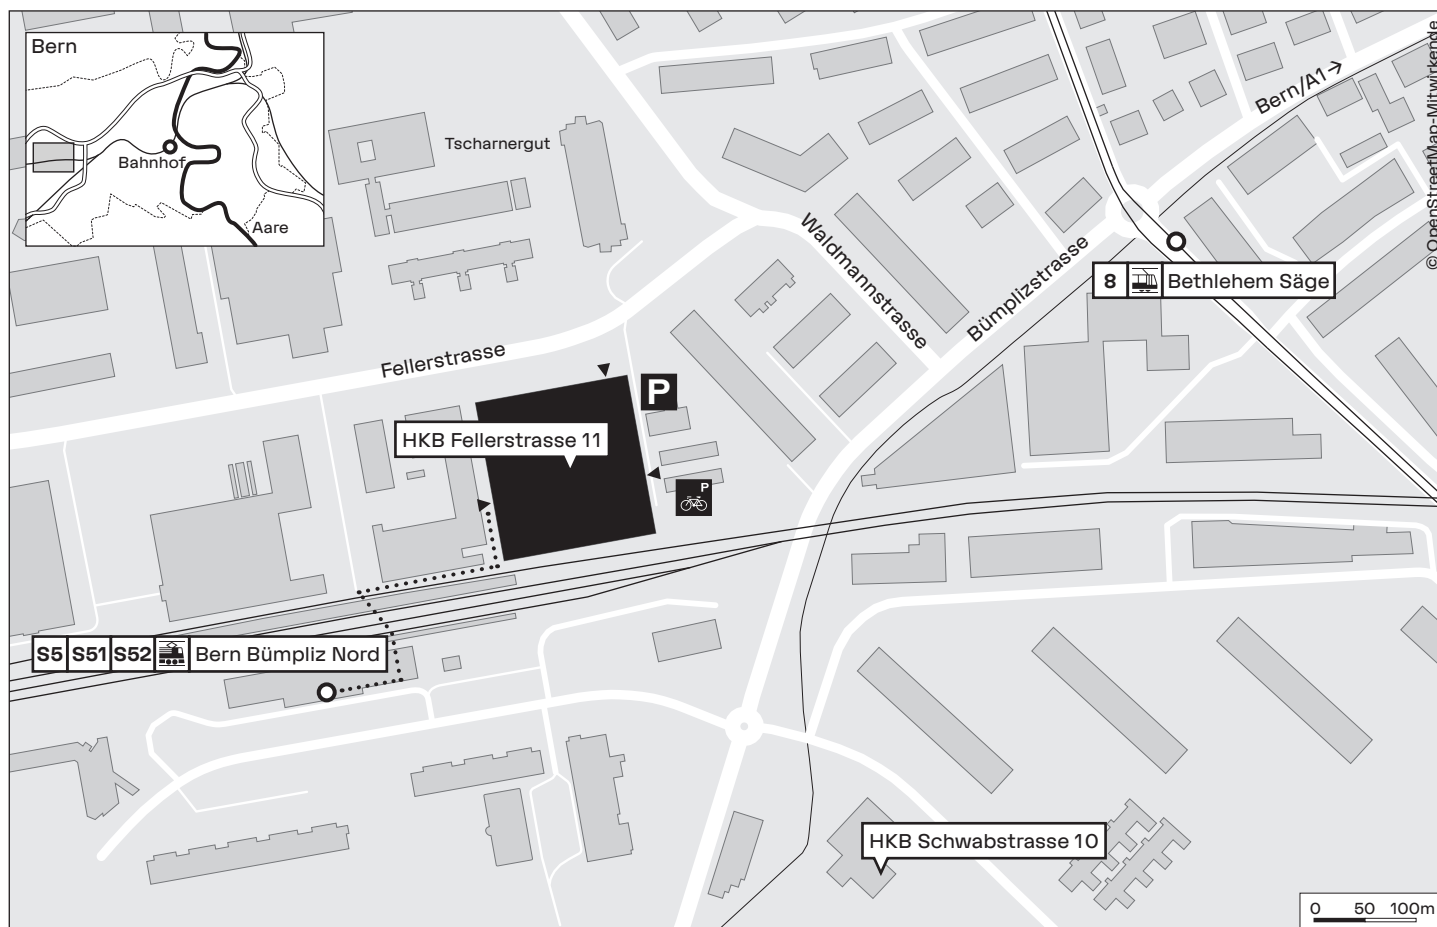 Bern
Bahnhof
Aare
Tscharnergut
Bern/A1→
© OpenStreetMap-Mitwirkende
Waldmannstrasse
Bümplizstrasse
8 Bethlehem Säge
Fellerstrasse
P
HKB Fellerstrasse 11
P
S5 S51 S52 Bern Bümpliz Nord
HKB Schwabstrasse 10
0 50 100m